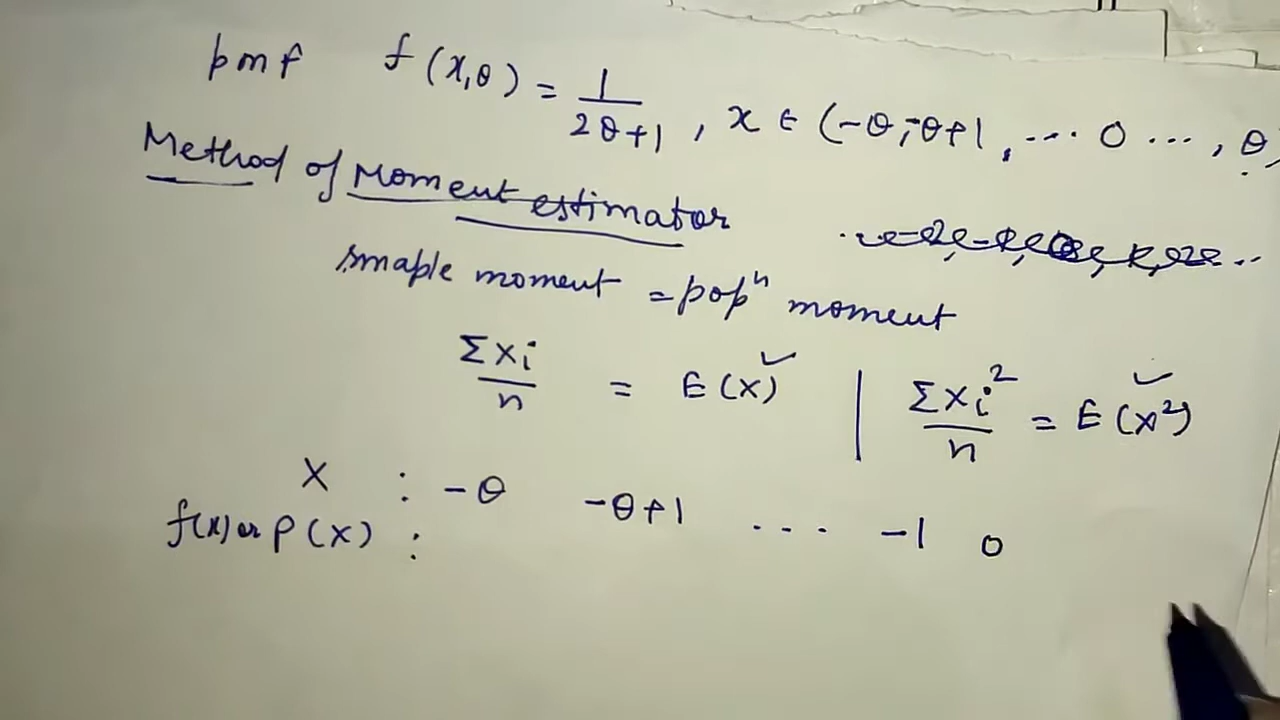 pmf f(x,θ) = 1/2θ+1 , x ∈ (-θ,-θ+1, .... 0 ..., θ,
Method of Moment estimator
smaple moment = popⁿ moment
ΣXi/n = E(X) ✓ | ΣXi²/n = E(X²) ✓
X : -θ -θ+1 .... -1 0
f(x) or P(X) :